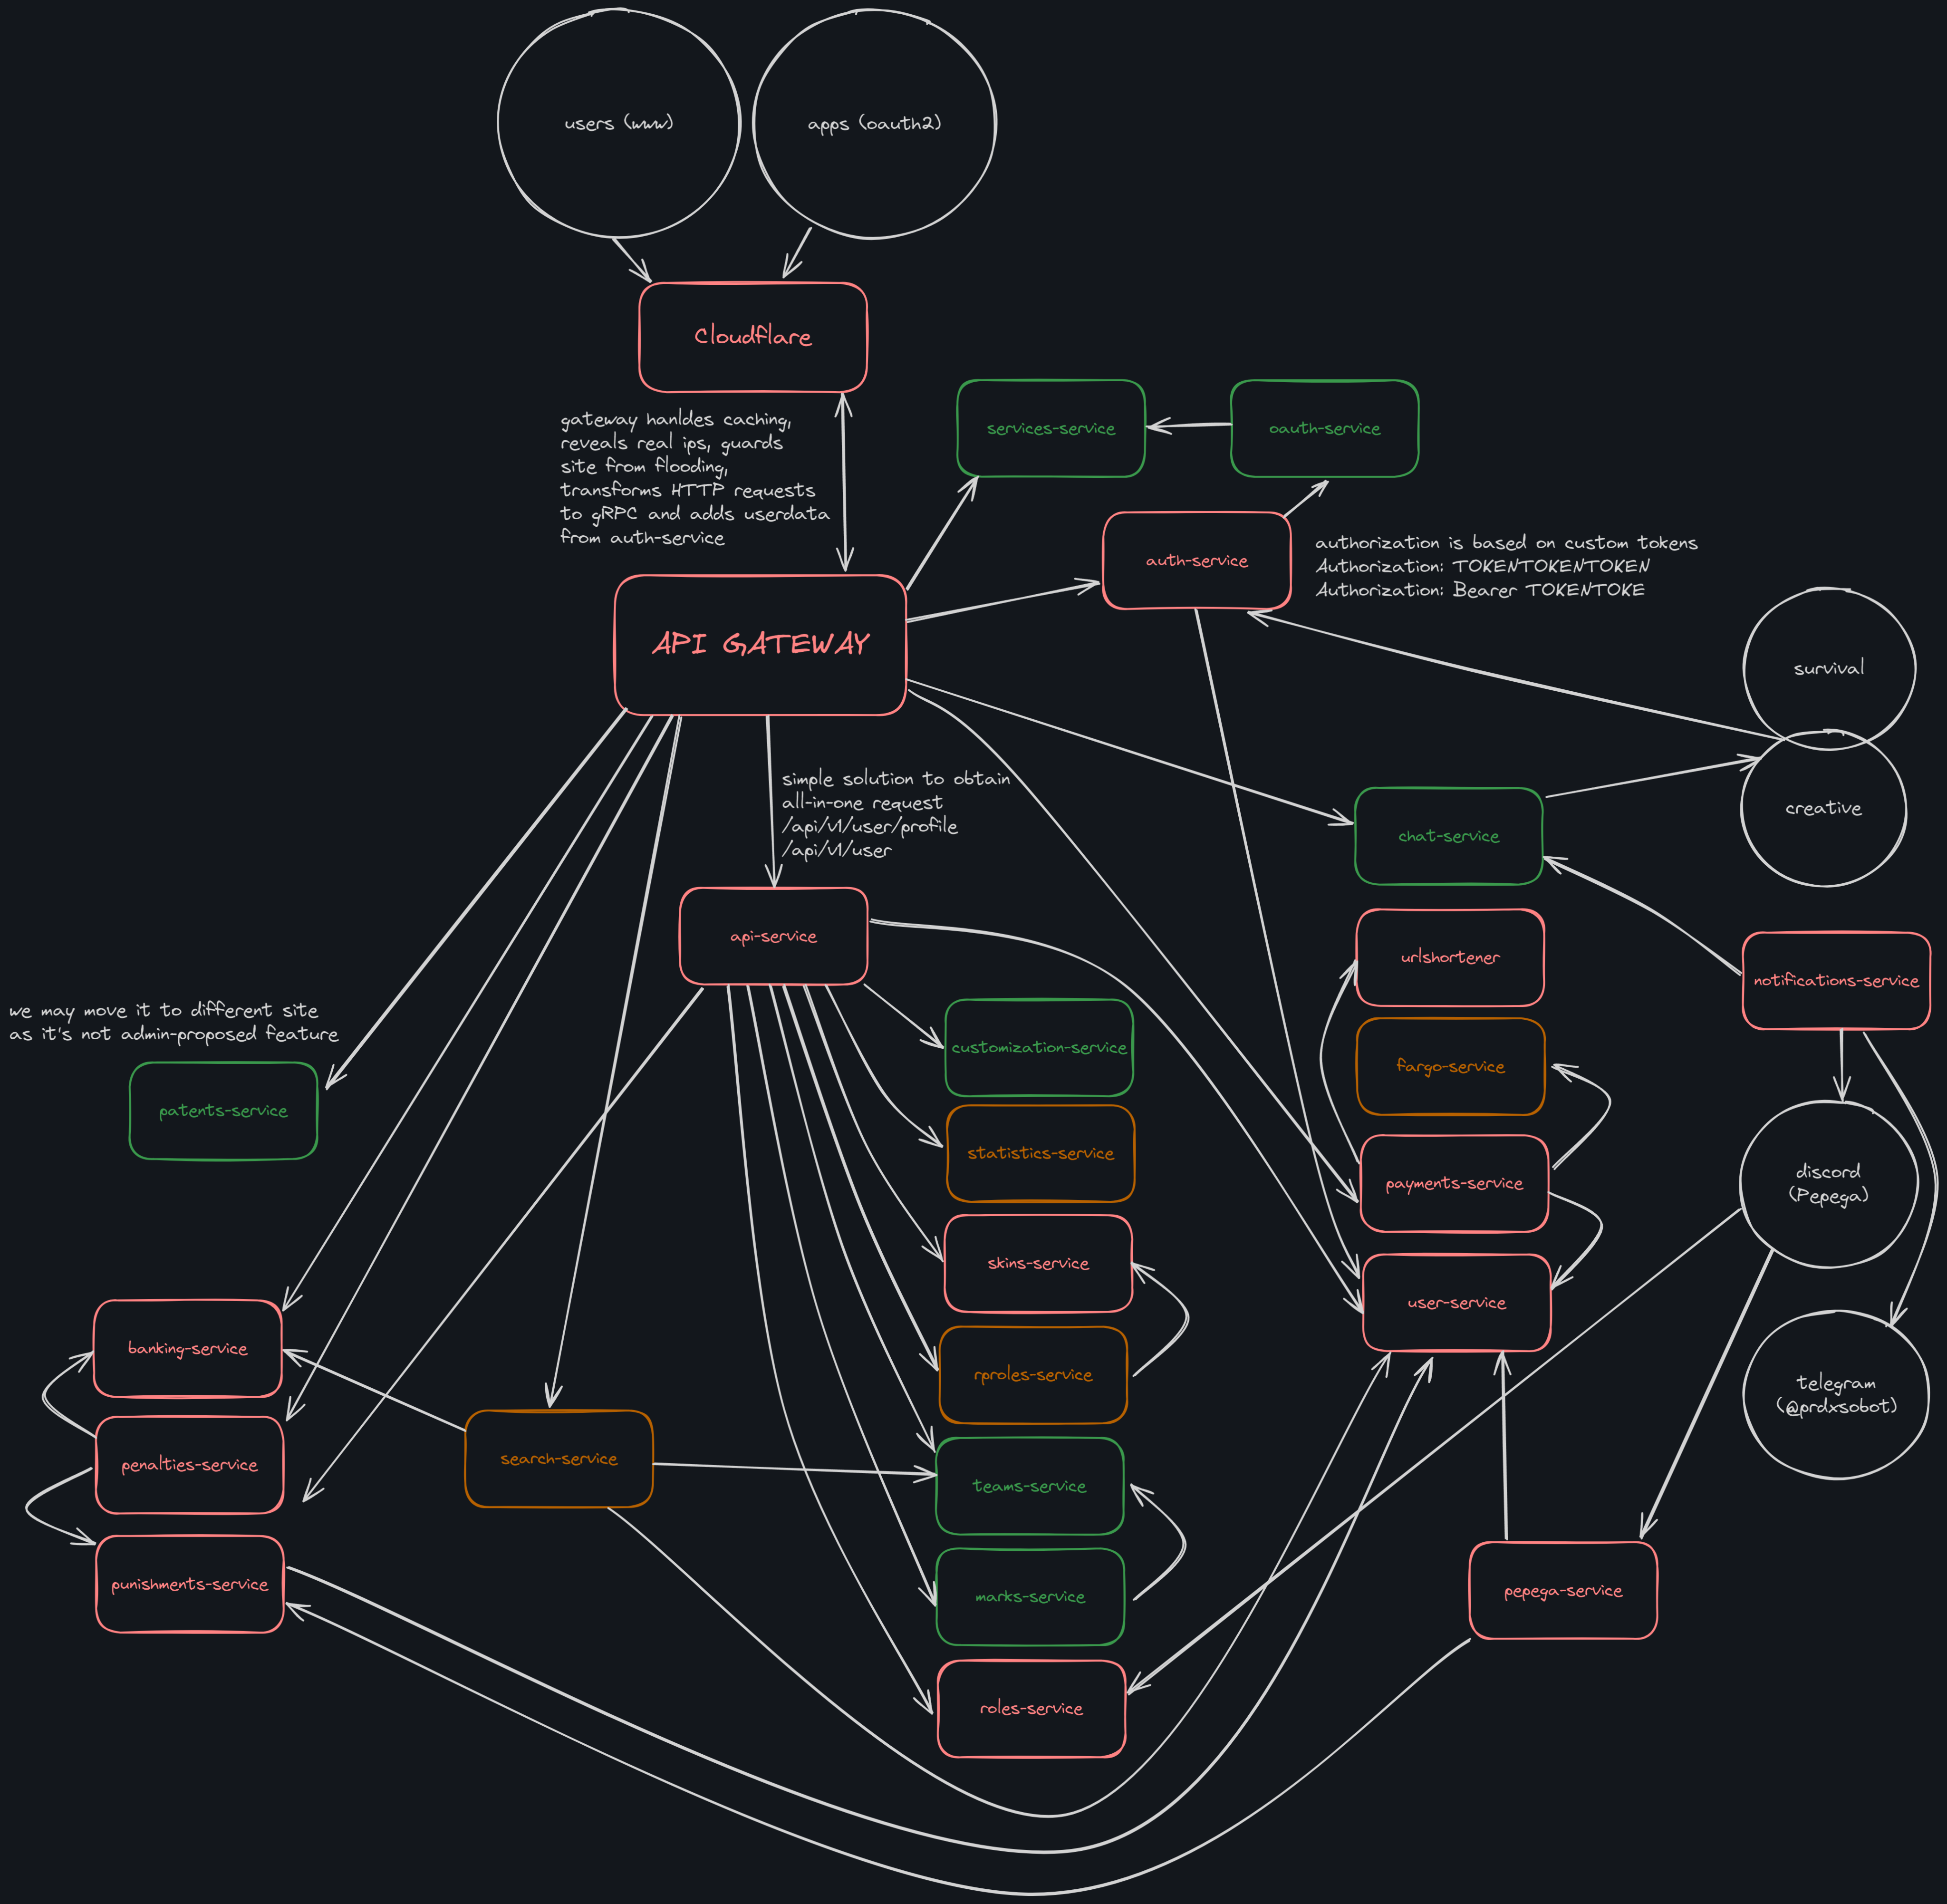 users (www)
apps (oauth2)
Cloudflare
gateway hanldes caching,
reveals real ips, guards
site from flooding,
transforms HTTP requests
to gRPC and adds userdata
from auth-service
services-service
oauth-service
auth-service
authorization is based on custom tokens
Authorization: TOKENTOKENTOKEN
Authorization: Bearer TOKENTOKE
API GATEWAY
survival
creative
simple solution to obtain
all-in-one request
/api/v1/user/profile
/api/v1/user
chat-service
api-service
urlshortener
notifications-service
we may move it to different site
as it's not admin-proposed feature
patents-service
customization-service
fargo-service
statistics-service
payments-service
discord
(Pepega)
skins-service
user-service
banking-service
rproles-service
telegram
(@prdxsobot)
penalties-service
search-service
teams-service
punishments-service
marks-service
pepega-service
roles-service